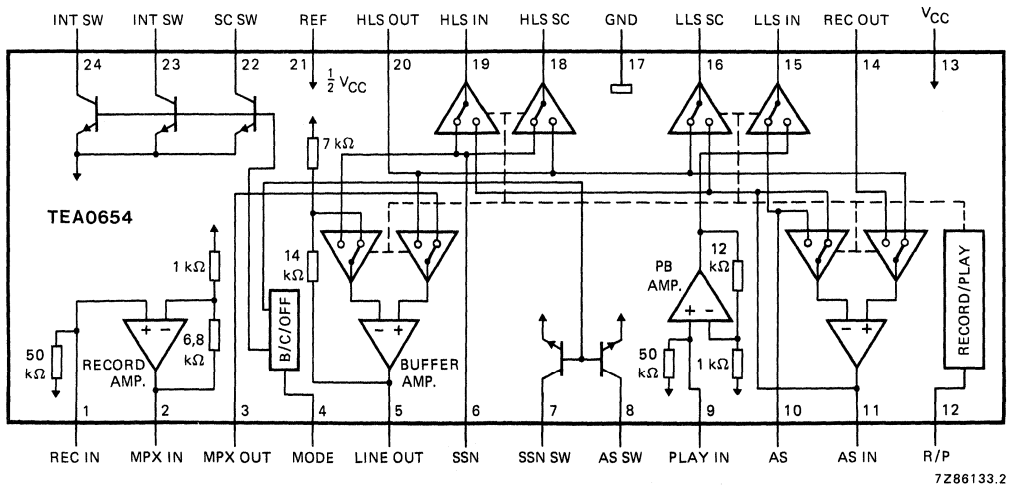 INT SW INT SW SC SW REF HLS OUT HLS IN HLS SC GND LLS SC LLS IN REC OUT VCC
24 23 22 21 20 19 18 17 16 15 14 13
½ VCC
7 kΩ
TEA0654
1 kΩ
14 kΩ
12 kΩ
PB AMP.
+ −
6,8 kΩ
B/C/OFF
− +
+ −
− +
RECORD/PLAY
50 kΩ
RECORD AMP.
BUFFER AMP.
50 kΩ
1 kΩ
1 2 3 4 5 6 7 8 9 10 11 12
REC IN MPX IN MPX OUT MODE LINE OUT SSN SSN SW AS SW PLAY IN AS AS IN R/P
7Z86133.2